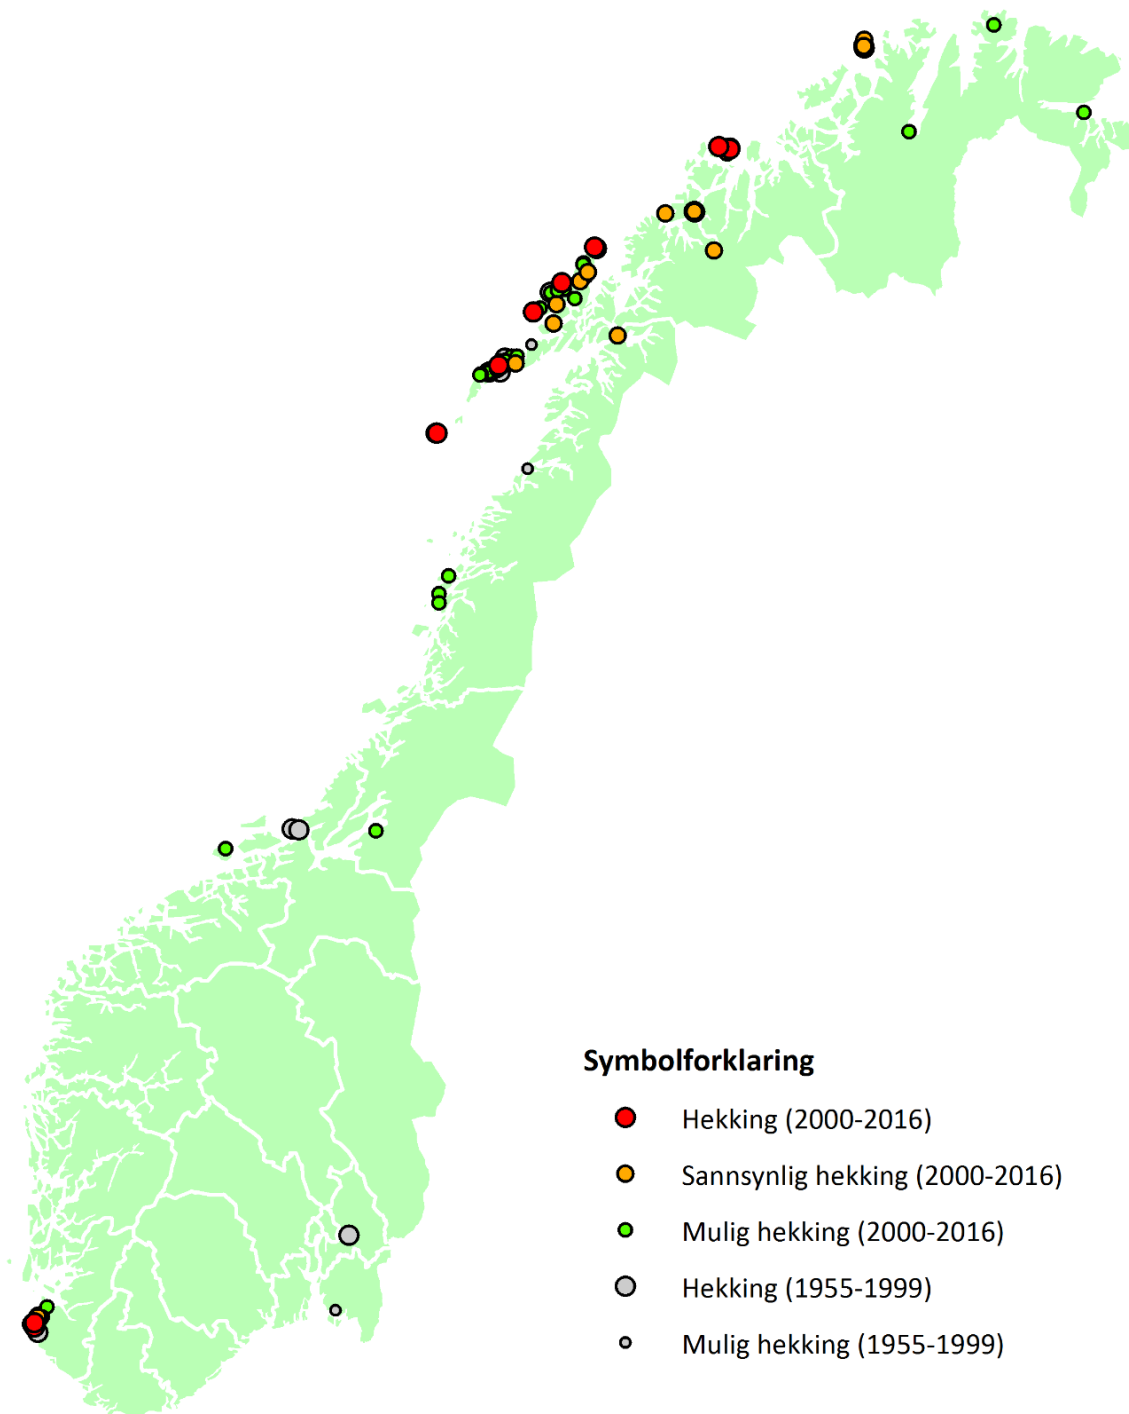 Symbolforklaring
Hekking (2000-2016)
Sannsynlig hekking (2000-2016)
Mulig hekking (2000-2016)
Hekking (1955-1999)
Mulig hekking (1955-1999)